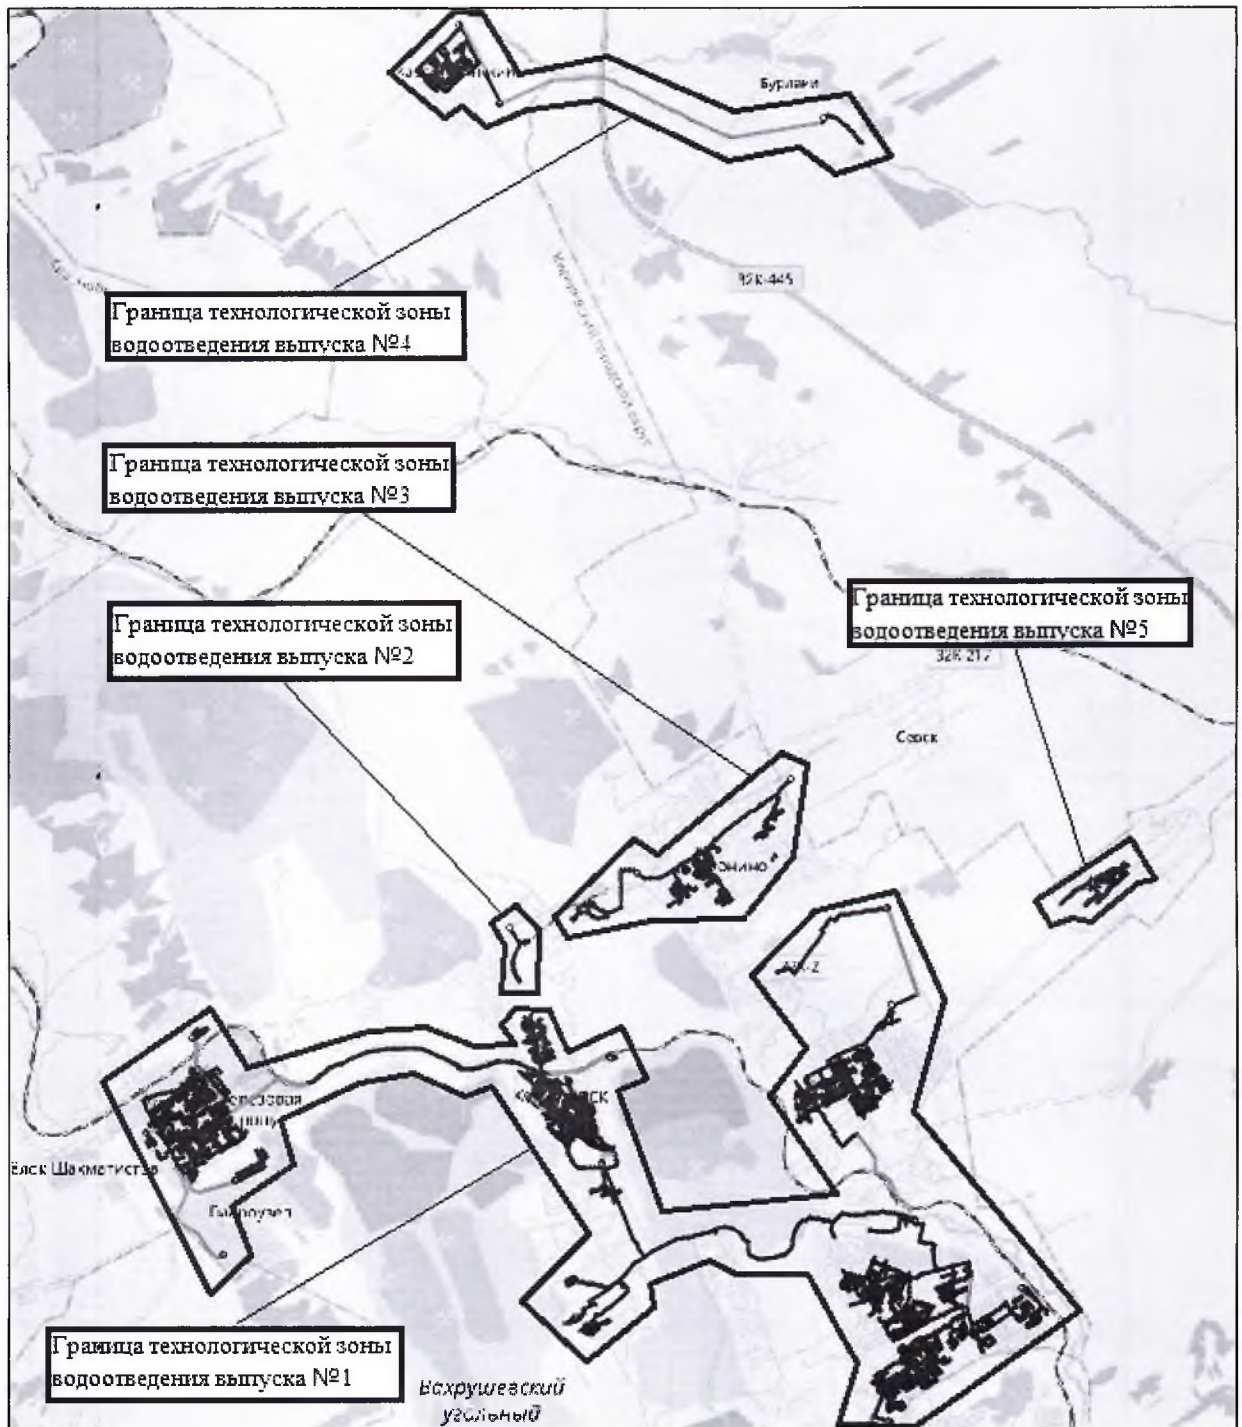 Бурлаки
32К-445
Граница технологической зоны
водоотведения выпуска №4
Граница технологической зоны
водоотведения выпуска №3
Граница технологической зоны
водоотведения выпуска №5
Граница технологической зоны
водоотведения выпуска №2
32К-217
Севск
Граница технологической зоны
водоотведения выпуска №1
Вахрушевский
угольный